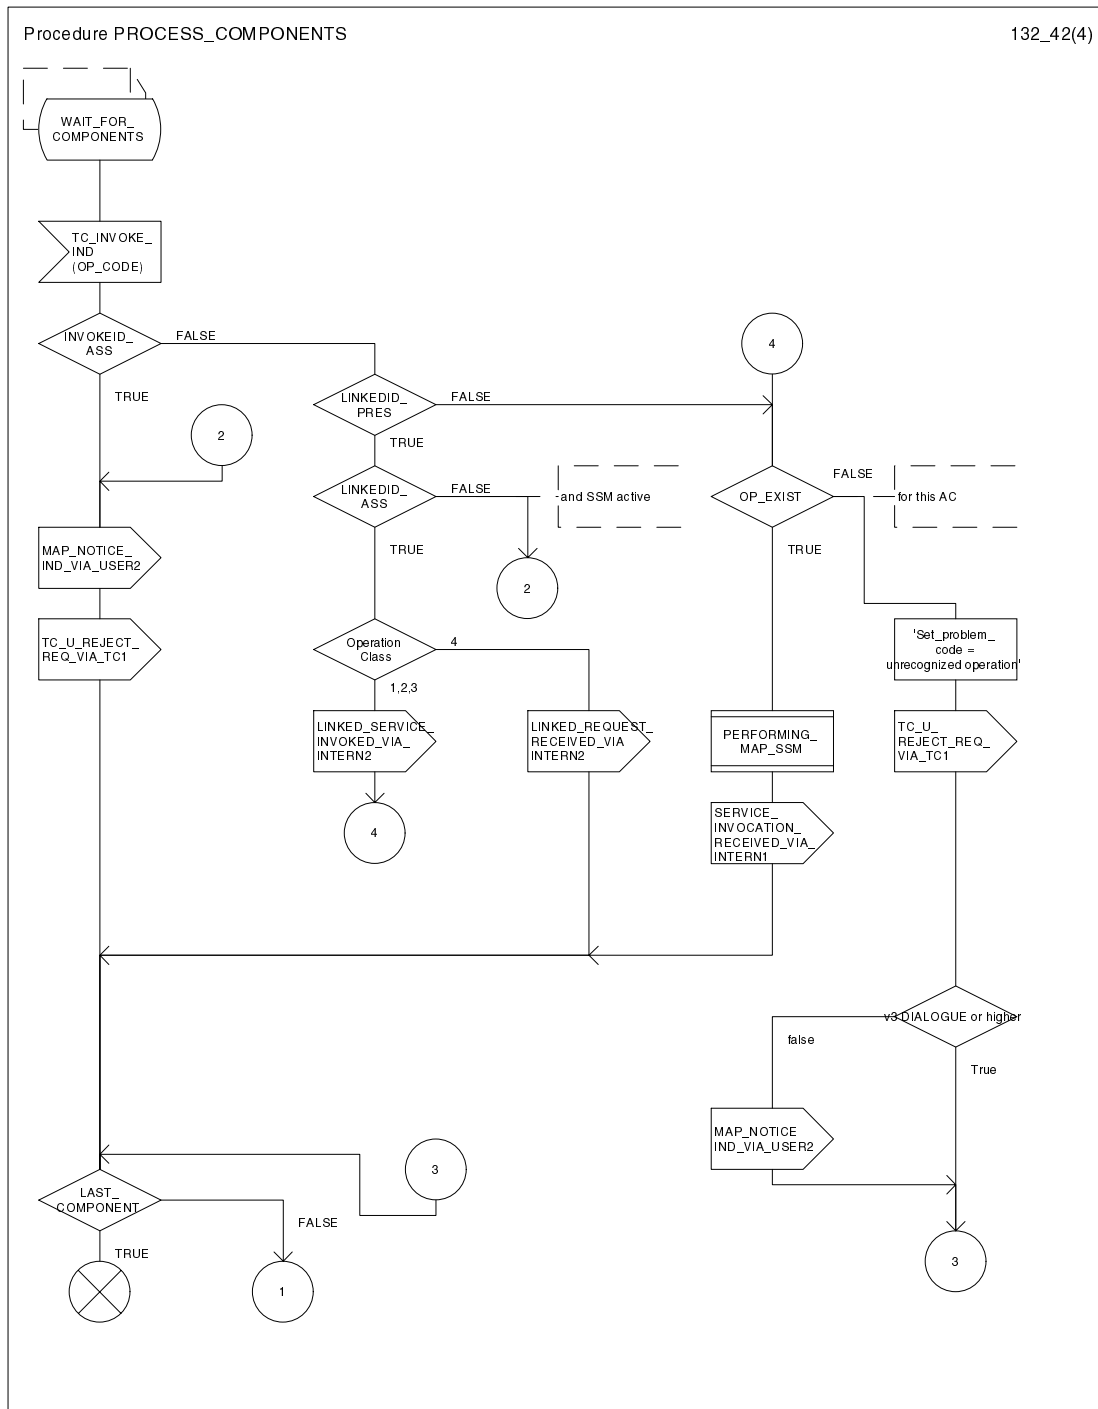 Procedure PROCESS_COMPONENTS
132_42(4)
WAIT_FOR_
COMPONENTS
TC_INVOKE_
IND
(OP_CODE)
INVOKEID_
ASS
FALSE
TRUE
4
LINKEDID_
PRES
FALSE
TRUE
2
LINKEDID_
ASS
FALSE
and SSM active
TRUE
OP_EXIST
FALSE
for this AC
TRUE
MAP_NOTICE_
IND_VIA_USER2
2
TC_U_REJECT_
REQ_VIA_TC1
Operation
Class
4
1,2,3
'Set_problem_
code =
unrecognized operation'
LINKED_SERVICE_
INVOKED_VIA_
INTERN2
LINKED_REQUEST_
RECEIVED_VIA
INTERN2
PERFORMING_
MAP_SSM
TC_U_
REJECT_REQ_
VIA_TC1
4
SERVICE_
INVOCATION_
RECEIVED_VIA_
INTERN1
v3 DIALOGUE or higher
false
True
MAP_NOTICE
IND_VIA_USER2
3
LAST_
COMPONENT
FALSE
TRUE
1
3